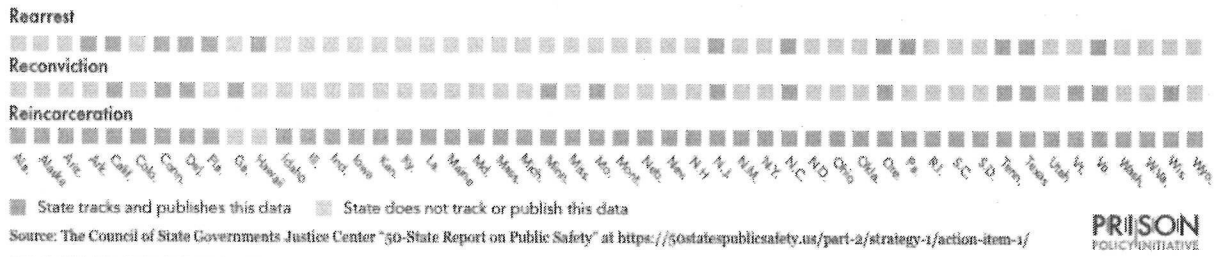 Rearrest
Reconviction
Reincarceration
Ala. Alaska Ariz. Ark. Calif. Colo. Conn. Del. Fla. Ga. Hawaii Idaho Ill. Ind. Iowa Kan. Ky. La. Maine Md. Mass. Mich. Minn. Miss. Mo. Mont. Neb. Nev. N.H. N.J. N.M. N.Y. N.C. N.D. Ohio Okla. Ore. Pa. R.I. S.C. S.D. Tenn. Texas Utah Vt. Va. Wash. W.Va. Wis. Wyo.
State tracks and publishes this data State does not track or publish this data
Source: The Council of State Governments Justice Center "50-State Report on Public Safety" at https://50statespublicsafety.us/part-2/strategy-1/action-item-1/
PRISON
POLICY INITIATIVE